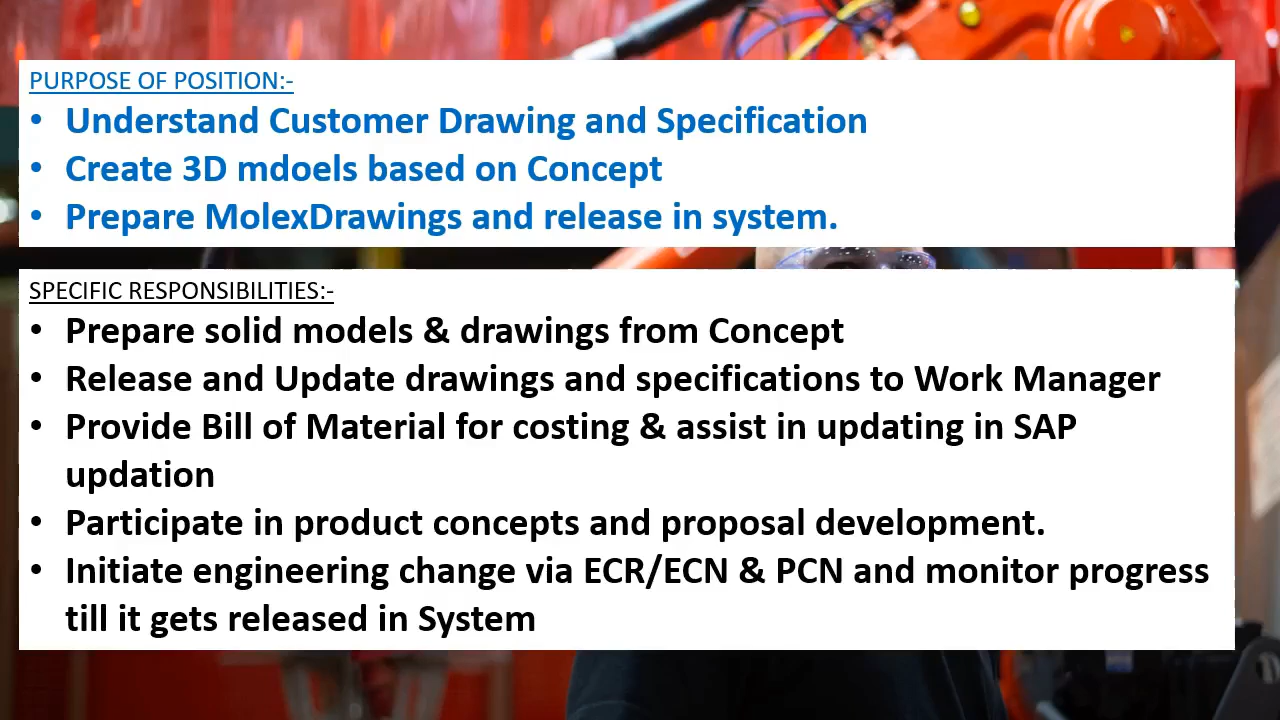 PURPOSE OF POSITION:-
• Understand Customer Drawing and Specification
• Create 3D mdoels based on Concept
• Prepare MolexDrawings and release in system.
SPECIFIC RESPONSIBILITIES:-
• Prepare solid models & drawings from Concept
• Release and Update drawings and specifications to Work Manager
• Provide Bill of Material for costing & assist in updating in SAP
updation
• Participate in product concepts and proposal development.
• Initiate engineering change via ECR/ECN & PCN and monitor progress
till it gets released in System